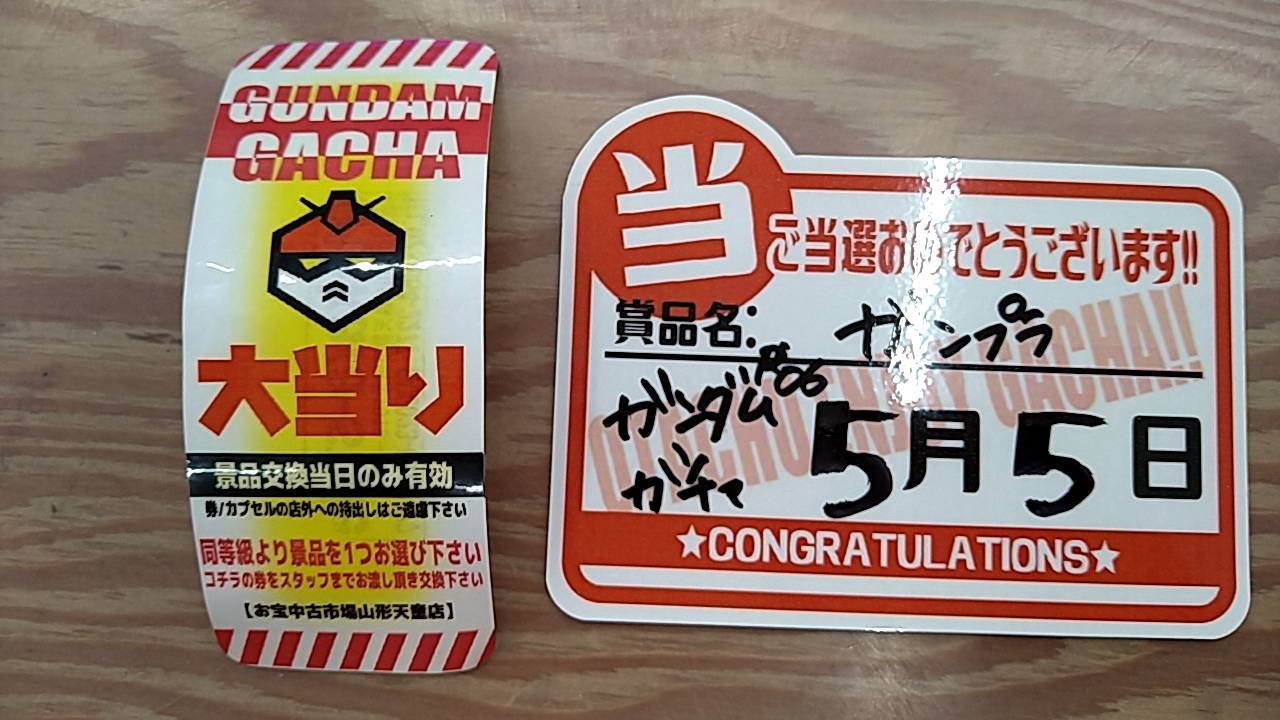 GUNDAM
GACHA
大当り
景品交換当日のみ有効
券/カプセルの店外への持出しはご遠慮下さい
同等級より景品を1つお選び下さい
コチラの券をスタッフまでお渡し頂き交換下さい
【お宝中古市場山形天童店】
当
ご当選おめでとうございます!!
賞品名: ガンプラ
ガンダム
ガチャ
5月5日
★CONGRATULATIONS★